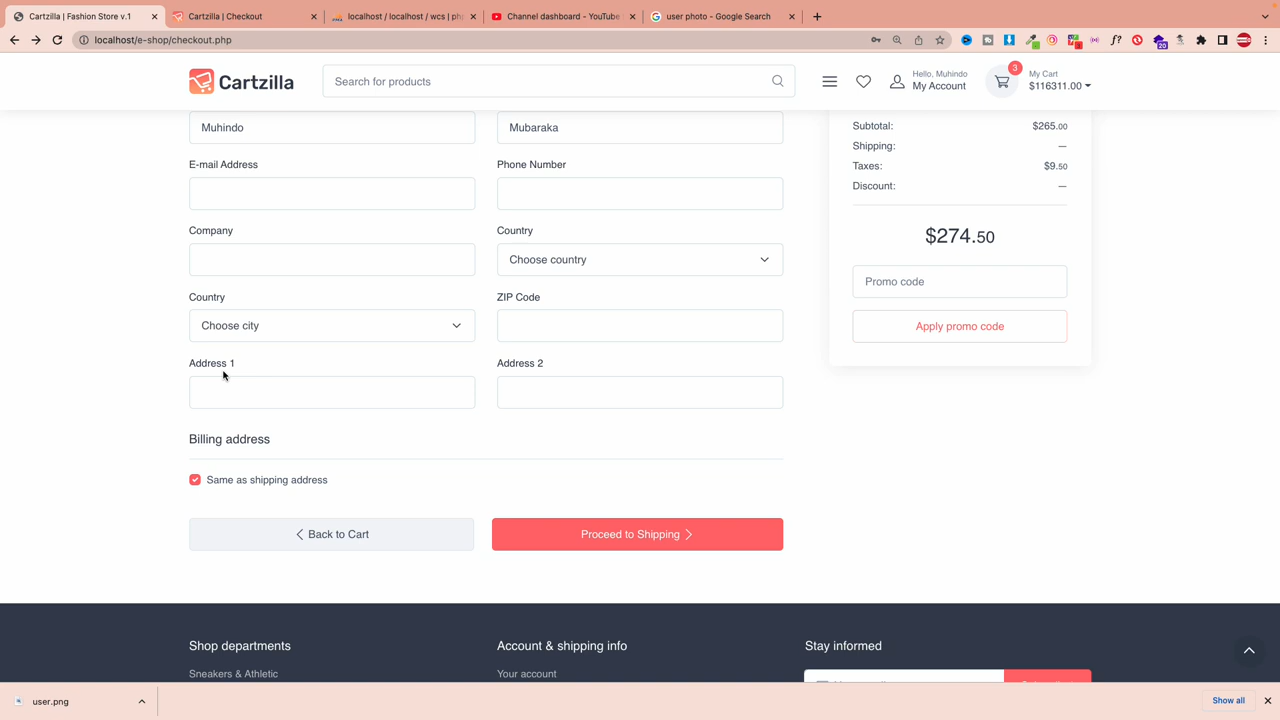 Cartzilla | Fashion Store v.1
Cartzilla | Checkout
localhost / localhost / wcs | ph
Channel dashboard - YouTube
user photo - Google Search
localhost/e-shop/checkout.php
Cartzilla
Search for products
Hello, Muhindo
My Account
3
My Cart
$116311.00
Muhindo
Mubaraka
Subtotal:
$265.00
Shipping:
—
Taxes:
$9.50
Discount:
—
$274.50
Promo code
Apply promo code
E-mail Address
Phone Number
Company
Country
Choose country
Country
ZIP Code
Choose city
Address 1
Address 2
Billing address
Same as shipping address
Back to Cart
Proceed to Shipping
Shop departments
Account & shipping info
Stay informed
Sneakers & Athletic
Your account
user.png
Show all